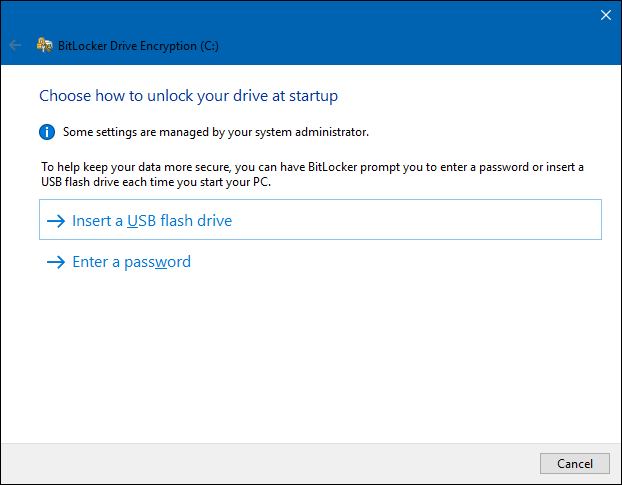 BitLocker Drive Encryption (C:)
Choose how to unlock your drive at startup
Some settings are managed by your system administrator.
To help keep your data more secure, you can have BitLocker prompt you to enter a password or insert a
USB flash drive each time you start your PC.
Insert a USB flash drive
Enter a password
Cancel